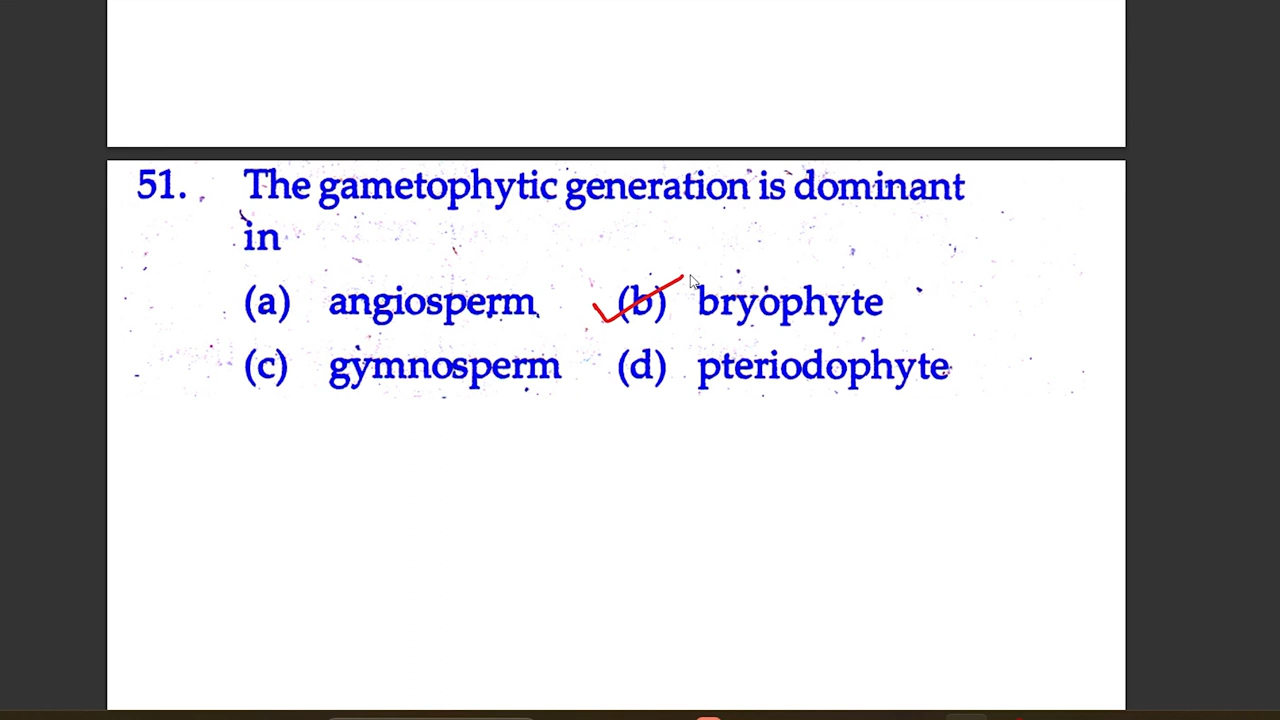 51. The gametophytic generation is dominant
in
(a) angiosperm (b) bryophyte
(c) gymnosperm (d) pteriodophyte